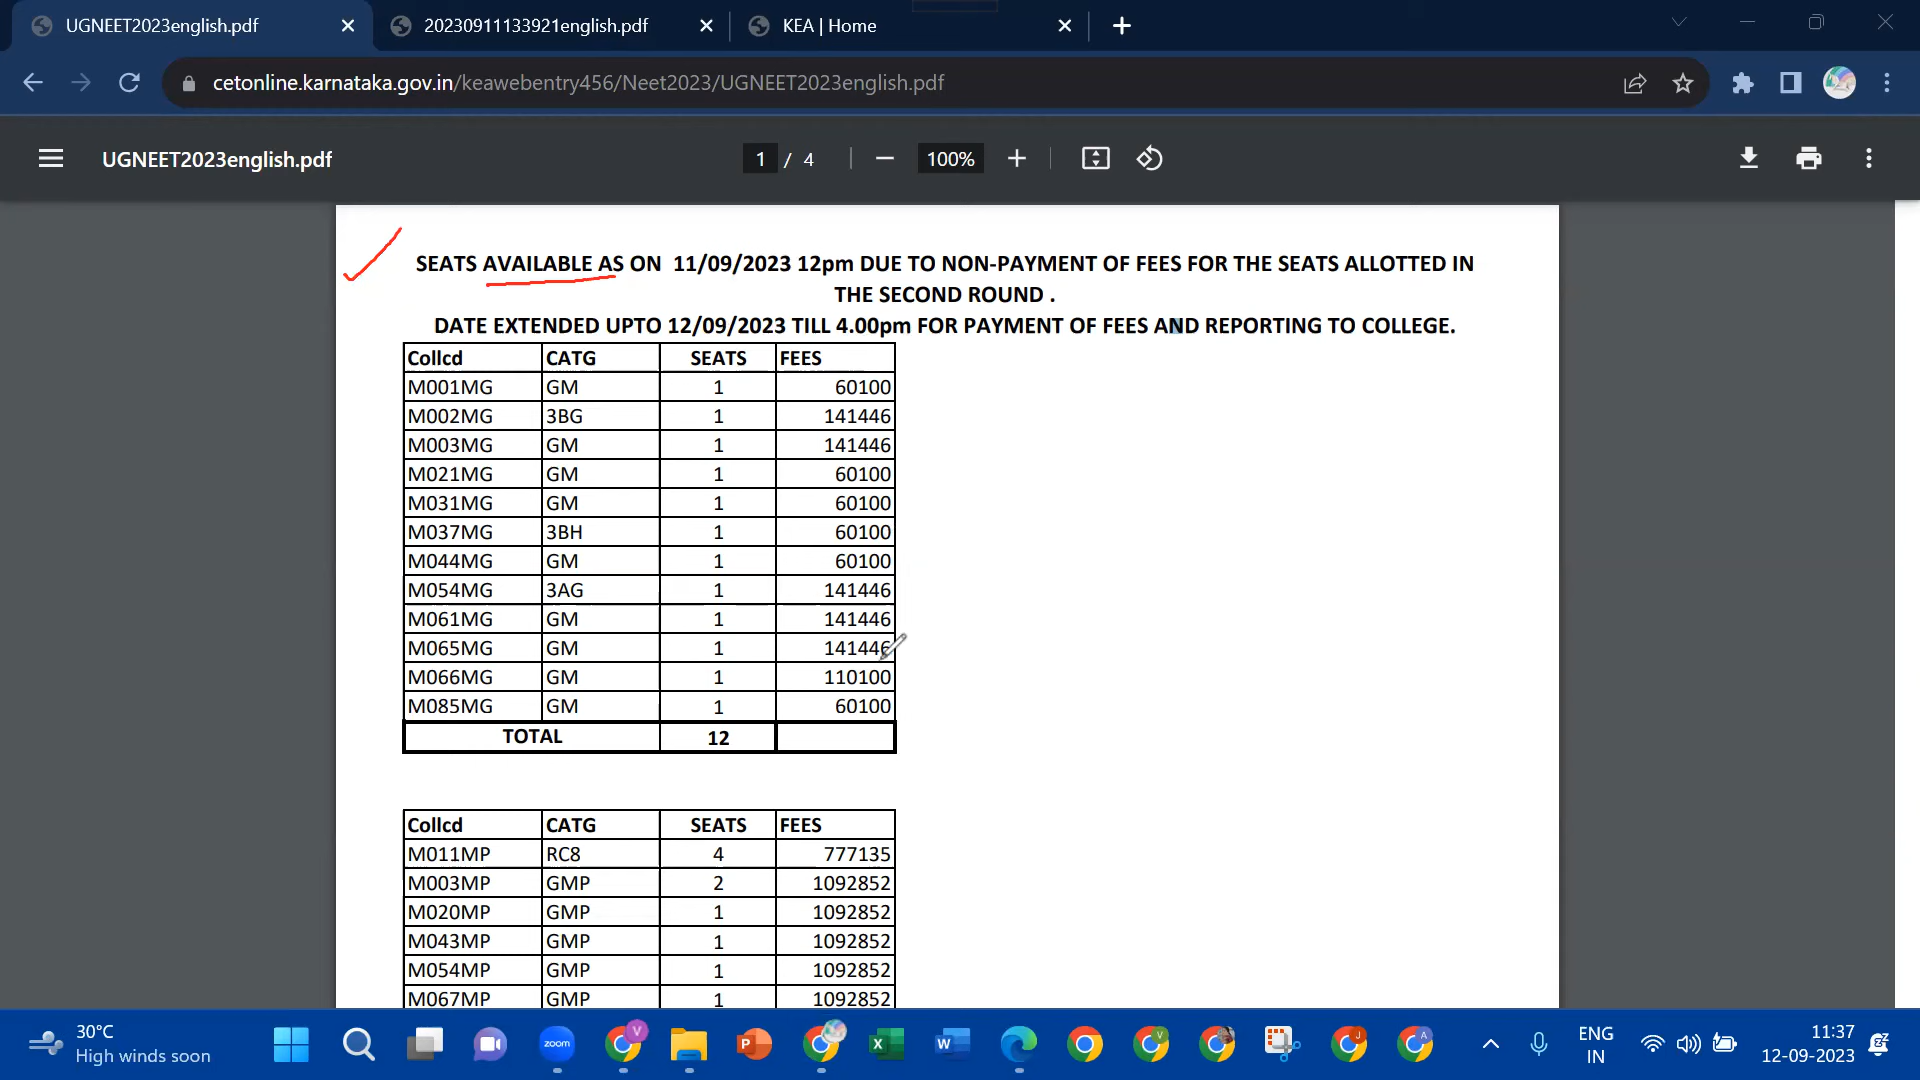 UGNEET2023english.pdf
20230911133921english.pdf
KEA | Home
cetonline.karnataka.gov.in/keawebentry456/Neet2023/UGNEET2023english.pdf
UGNEET2023english.pdf
1 / 4
100%
SEATS AVAILABLE AS ON 11/09/2023 12pm DUE TO NON-PAYMENT OF FEES FOR THE SEATS ALLOTTED IN
THE SECOND ROUND .
DATE EXTENDED UPTO 12/09/2023 TILL 4.00pm FOR PAYMENT OF FEES AND REPORTING TO COLLEGE.
Collcd CATG SEATS FEES
M001MG GM 1 60100
M002MG 3BG 1 141446
M003MG GM 1 141446
M021MG GM 1 60100
M031MG GM 1 60100
M037MG 3BH 1 60100
M044MG GM 1 60100
M054MG 3AG 1 141446
M061MG GM 1 141446
M065MG GM 1 141446
M066MG GM 1 110100
M085MG GM 1 60100
TOTAL 12
Collcd CATG SEATS FEES
M011MP RC8 4 777135
M003MP GMP 2 1092852
M020MP GMP 1 1092852
M043MP GMP 1 1092852
M054MP GMP 1 1092852
M067MP GMP 1 1092852
30°C
High winds soon
zoom
V
P
X
W
V
J
A
ENG
IN
11:37
12-09-2023